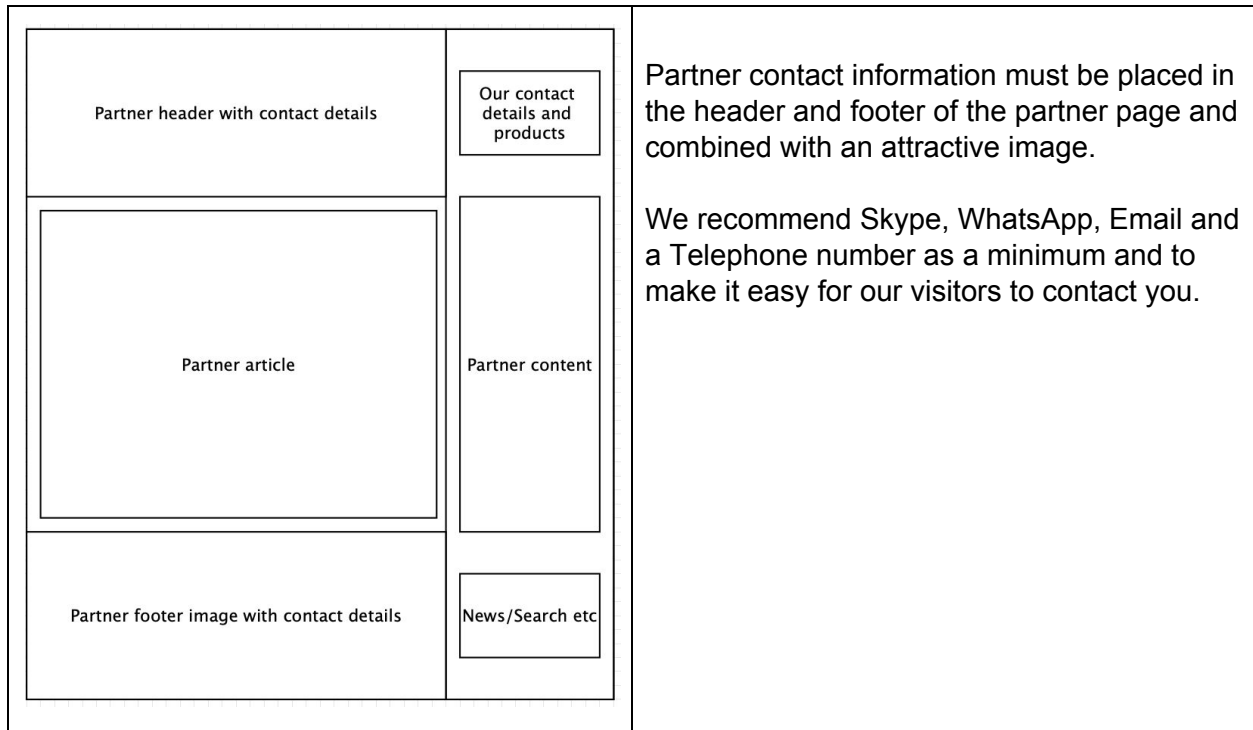 Partner header with contact details
Our contact
details and
products
Partner article
Partner content
Partner footer image with contact details
News/Search etc
Partner contact information must be placed in
the header and footer of the partner page and
combined with an attractive image.
We recommend Skype, WhatsApp, Email and
a Telephone number as a minimum and to
make it easy for our visitors to contact you.